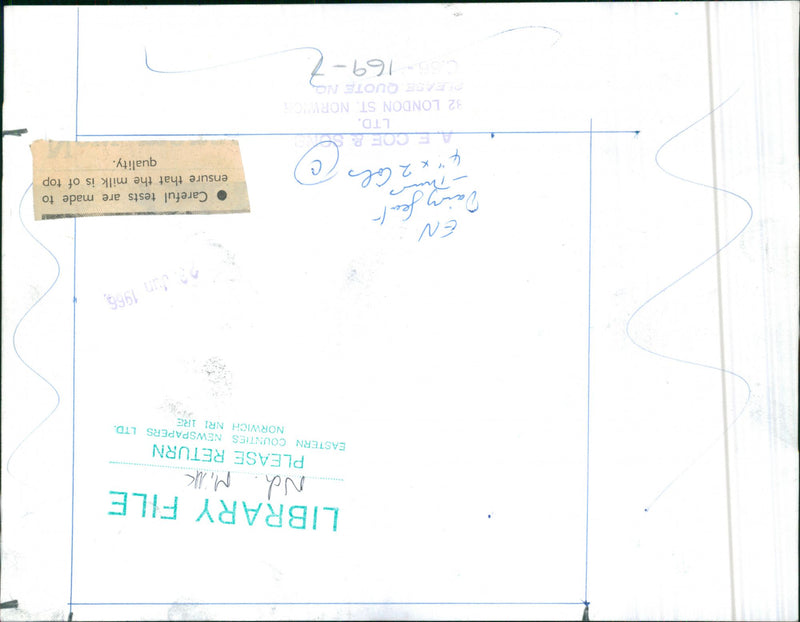 LIBRARY FILE
Nd. Milk
PLEASE RETURN
EASTERN COUNTIES NEWSPAPERS LTD.
NORWICH NR1 1RE
Jun 1966
EN
Dairy feat
4" x 2 Cols
C
● Careful tests are made to
ensure that the milk is of top
quality.
A. E. COE & SONS
LTD.
32 LONDON ST. NORWICH
PLEASE QUOTE NO
169-7